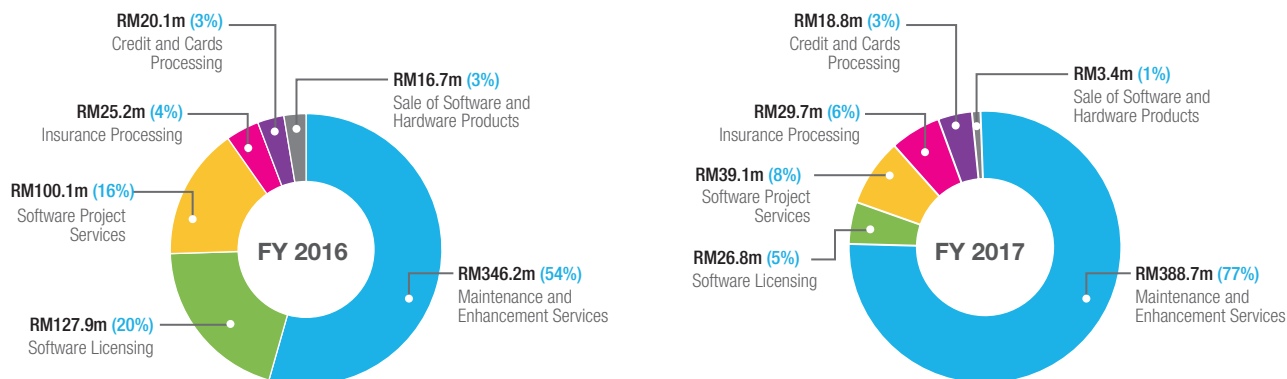 RM20.1m (3%)
Credit and Cards
Processing
RM16.7m (3%)
Sale of Software and
Hardware Products
RM25.2m (4%)
Insurance Processing
RM100.1m (16%)
Software Project
Services
FY 2016
RM346.2m (54%)
Maintenance and
Enhancement Services
RM127.9m (20%)
Software Licensing
RM18.8m (3%)
Credit and Cards
Processing
RM3.4m (1%)
Sale of Software and
Hardware Products
RM29.7m (6%)
Insurance Processing
RM39.1m (8%)
Software Project
Services
RM26.8m (5%)
Software Licensing
FY 2017
RM388.7m (77%)
Maintenance and
Enhancement Services